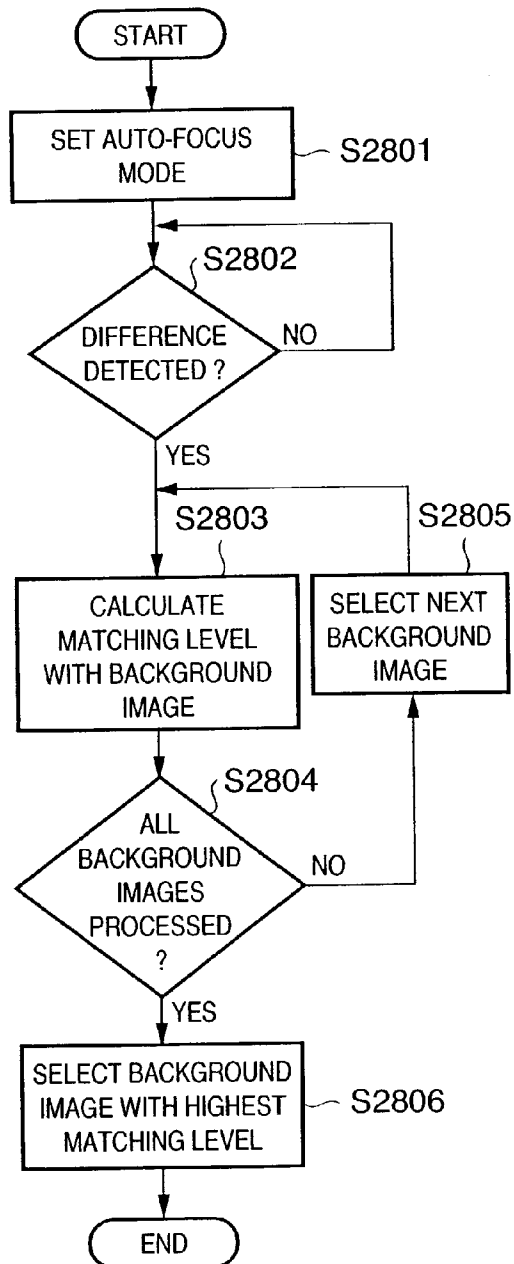 START
SET AUTO-FOCUS
MODE
S2801
S2802
DIFFERENCE
DETECTED ?
NO
YES
S2803
S2805
CALCULATE
MATCHING LEVEL
WITH BACKGROUND
IMAGE
SELECT NEXT
BACKGROUND
IMAGE
S2804
ALL
BACKGROUND
IMAGES
PROCESSED
?
NO
YES
SELECT BACKGROUND
IMAGE WITH HIGHEST
MATCHING LEVEL
S2806
END